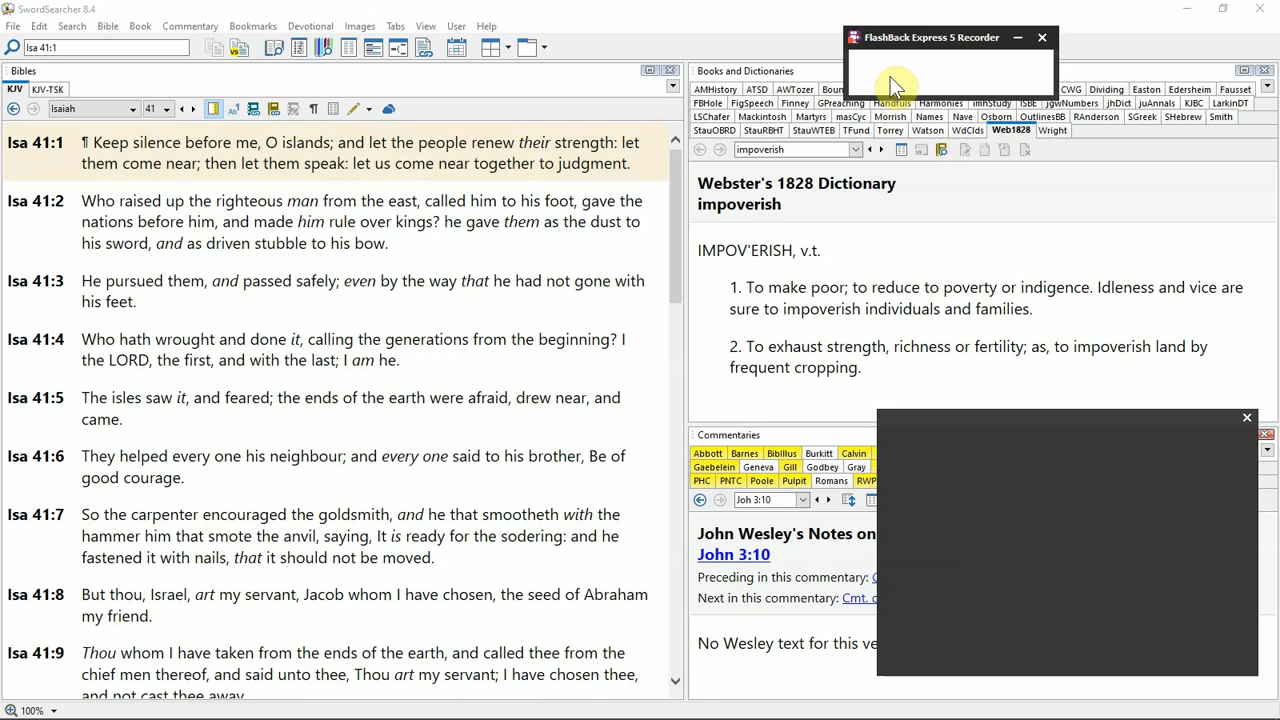 SwordSearcher 8.4
File Edit Search Bible Book Commentary Bookmarks Devotional Images Tabs View User Help
Isa 41:1
Bibles
KJV KJV-TSK
Isaiah 41
Isa 41:1 ¶ Keep silence before me, O islands; and let the people renew their strength: let
them come near; then let them speak: let us come near together to judgment.
Isa 41:2 Who raised up the righteous man from the east, called him to his foot, gave the
nations before him, and made him rule over kings? he gave them as the dust to
his sword, and as driven stubble to his bow.
Isa 41:3 He pursued them, and passed safely; even by the way that he had not gone with
his feet.
Isa 41:4 Who hath wrought and done it, calling the generations from the beginning? I
the LORD, the first, and with the last; I am he.
Isa 41:5 The isles saw it, and feared; the ends of the earth were afraid, drew near, and
came.
Isa 41:6 They helped every one his neighbour; and every one said to his brother, Be of
good courage.
Isa 41:7 So the carpenter encouraged the goldsmith, and he that smootheth with the
hammer him that smote the anvil, saying, It is ready for the sodering: and he
fastened it with nails, that it should not be moved.
Isa 41:8 But thou, Israel, art my servant, Jacob whom I have chosen, the seed of Abraham
my friend.
Isa 41:9 Thou whom I have taken from the ends of the earth, and called thee from the
chief men thereof, and said unto thee, Thou art my servant; I have chosen thee,
and not cast thee away.
100%
FlashBack Express 5 Recorder
Books and Dictionaries
AMHistory ATSD AWTozer CWG Dividing Easton Edersheim Fausset
FBHole FigSpeech Finney GPreaching Handfuls Harmonies imhStudy ISBE jgwNumbers jhDict juAnnals KJBC LarkinDT
LSChafer Mackintosh Martyrs masCyc Morrish Names Nave Osborn OutlinesBB RAnderson SGreek SHebrew Smith
StauOBRD StauRBHT StauWTEB TFund Torrey Watson WdClds Web1828 Wright
impoverish
Webster's 1828 Dictionary
impoverish
IMPOV'ERISH, v.t.
1. To make poor; to reduce to poverty or indigence. Idleness and vice are
sure to impoverish individuals and families.
2. To exhaust strength, richness or fertility; as, to impoverish land by
frequent cropping.
Commentaries
Abbott Barnes BibIllus Burkitt Calvin
Gaebelein Geneva Gill Godbey Gray
PHC PNTC Poole Pulpit Romans RWP
Joh 3:10
John Wesley's Notes on
John 3:10
Preceding in this commentary:
Next in this commentary: Cmt.
No Wesley text for this